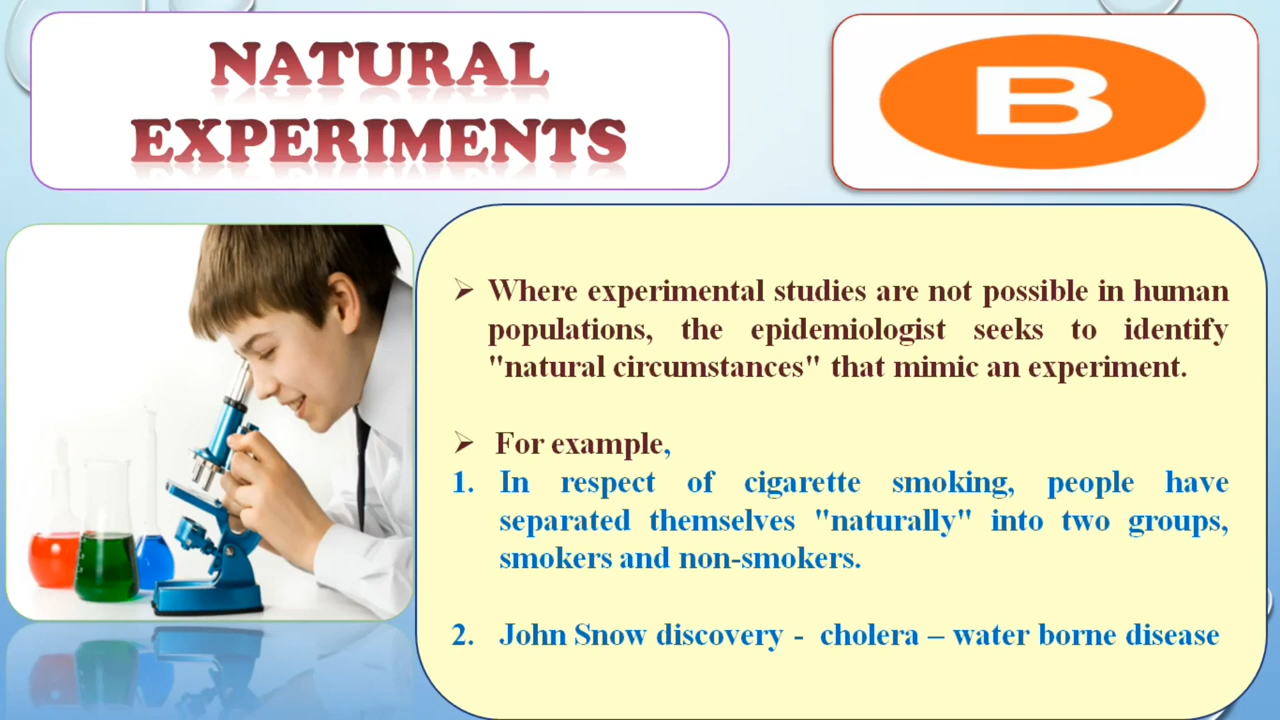 NATURAL
EXPERIMENTS
B
➢ Where experimental studies are not possible in human
populations, the epidemiologist seeks to identify
"natural circumstances" that mimic an experiment.
➢ For example,
1. In respect of cigarette smoking, people have
separated themselves "naturally" into two groups,
smokers and non-smokers.
2. John Snow discovery - cholera – water borne disease